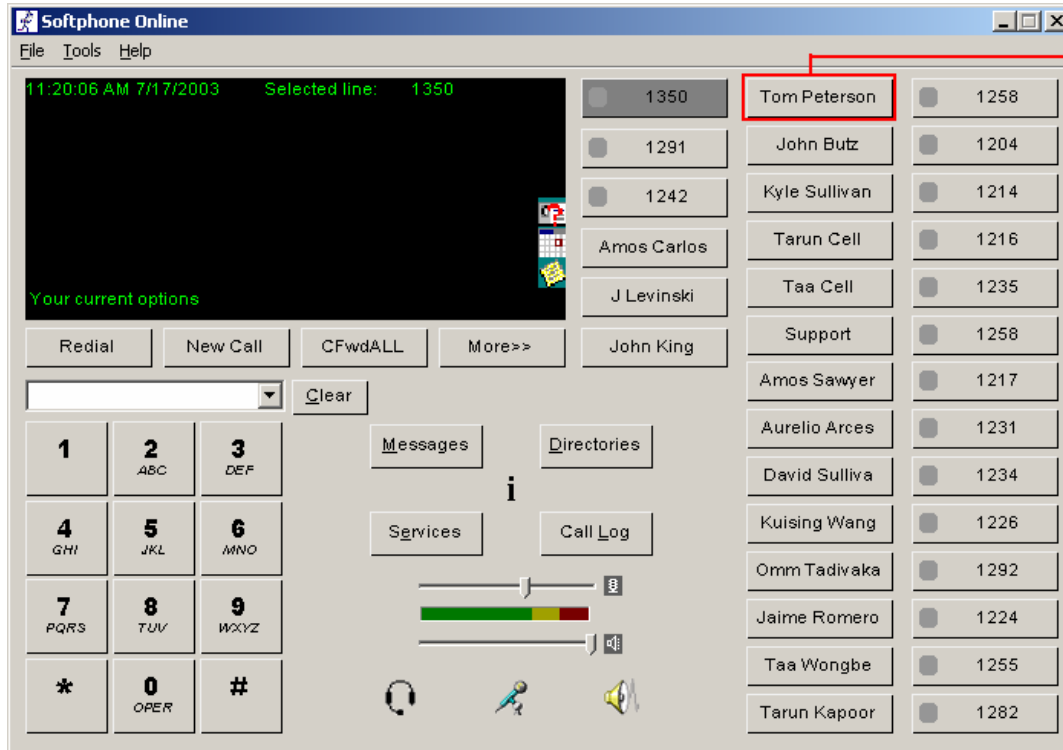 Softphone Online
File Tools Help
11:20:06 AM 7/17/2003 Selected line: 1350
Your current options
Redial New Call CFwdALL More>>
Clear
1
2 ABC
3 DEF
4 GHI
5 JKL
6 MNO
7 PQRS
8 TUV
9 WXYZ
*
0 OPER
#
Messages Directories
i
Services Call Log
1350
1291
1242
Amos Carlos
J Levinski
John King
Tom Peterson 1258
John Butz 1204
Kyle Sullivan 1214
Tarun Cell 1216
Taa Cell 1235
Support 1258
Amos Sawyer 1217
Aurelio Arces 1231
David Sulliva 1234
Kuising Wang 1226
Omm Tadivaka 1292
Jaime Romero 1224
Taa Wongbe 1255
Tarun Kapoor 1282